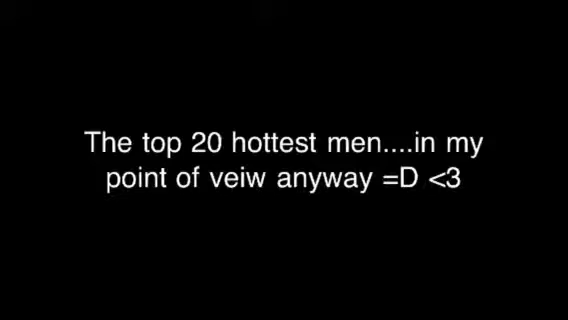 The top 20 hottest men....in my
point of veiw anyway =D <3